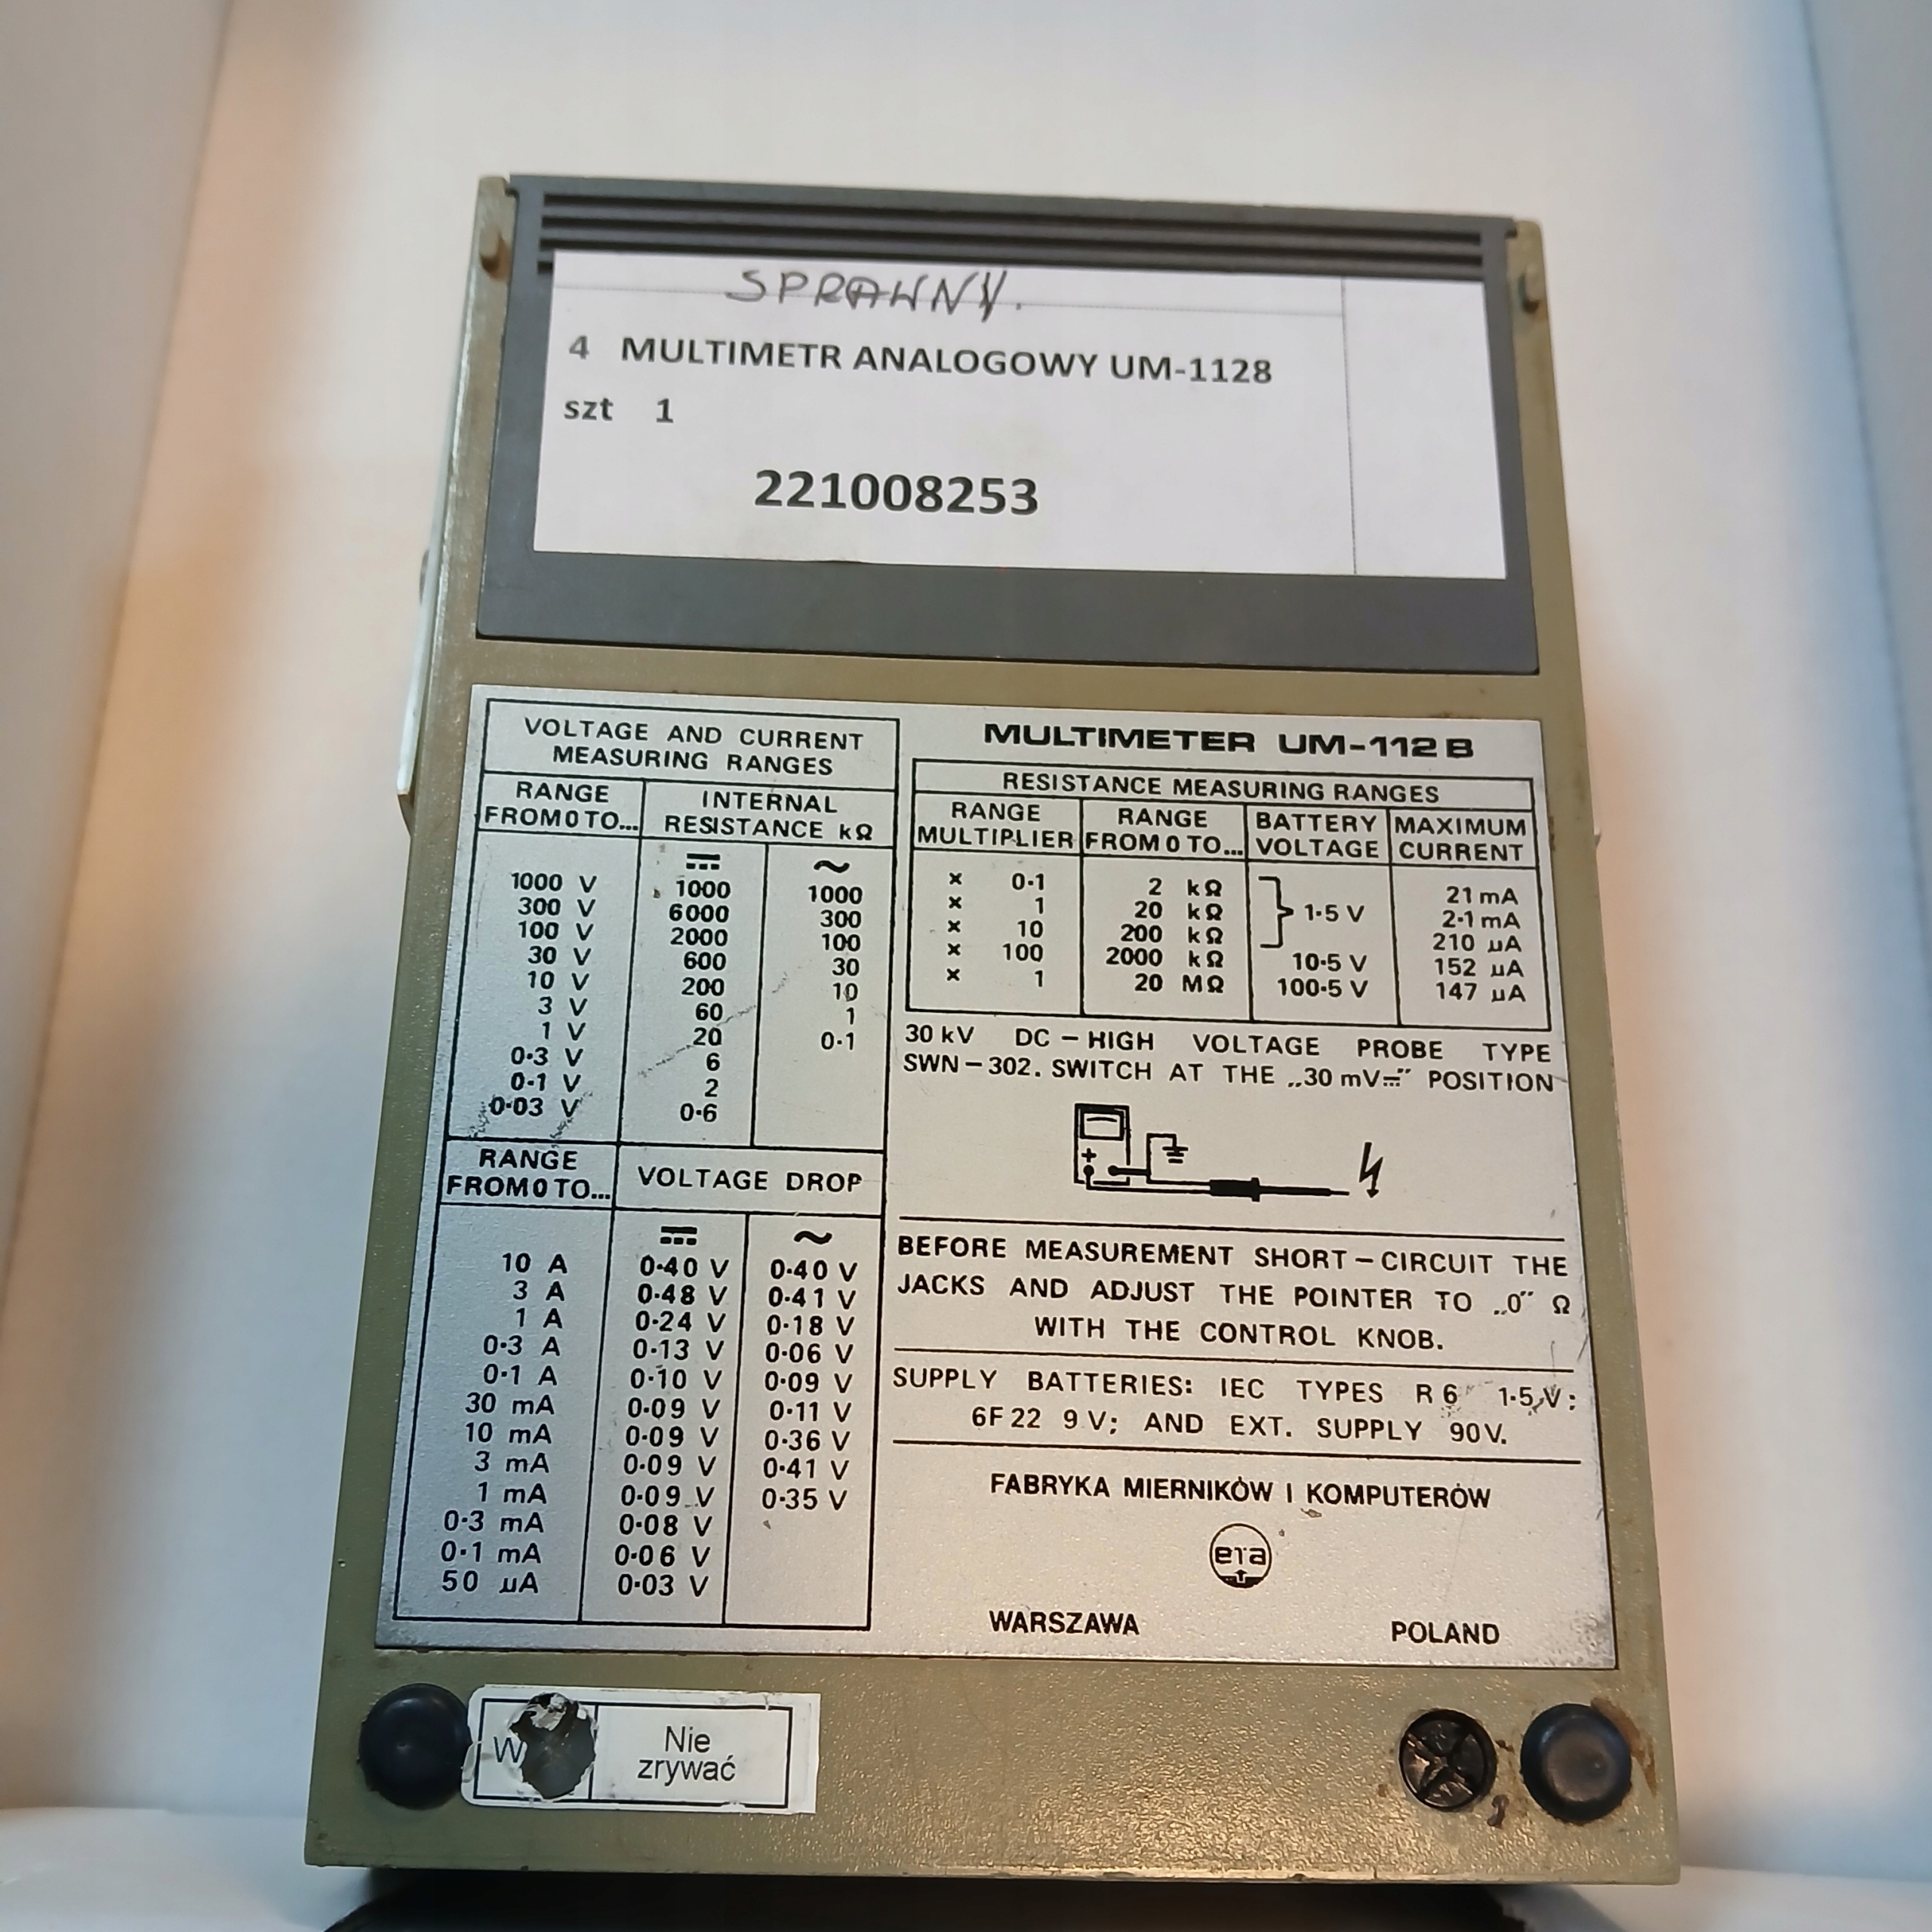 SPRAWNY.
4 MULTIMETR ANALOGOWY UM-1128
szt 1
221008253
VOLTAGE AND CURRENT
MEASURING RANGES
RANGE FROM 0 TO... INTERNAL RESISTANCE kΩ
⎓ ~
1000 V 1000 1000
300 V 6000 300
100 V 2000 100
30 V 600 30
10 V 200 10
3 V 60 1
1 V 20 0·1
0·3 V 6
0·1 V 2
0·03 V 0·6
RANGE FROM 0 TO... VOLTAGE DROP
⎓ ~
10 A 0·40 V 0·40 V
3 A 0·48 V 0·41 V
1 A 0·24 V 0·18 V
0·3 A 0·13 V 0·06 V
0·1 A 0·10 V 0·09 V
30 mA 0·09 V 0·11 V
10 mA 0·09 V 0·36 V
3 mA 0·09 V 0·41 V
1 mA 0·09 V 0·35 V
0·3 mA 0·08 V
0·1 mA 0·06 V
50 µA 0·03 V
MULTIMETER UM-112 B
RESISTANCE MEASURING RANGES
RANGE MULTIPLIER RANGE FROM 0 TO... BATTERY VOLTAGE MAXIMUM CURRENT
× 0·1 2 kΩ 21 mA
× 1 20 kΩ 1·5 V 2·1 mA
× 10 200 kΩ 210 µA
× 100 2000 kΩ 10·5 V 152 µA
× 1 20 MΩ 100·5 V 147 µA
30 kV DC – HIGH VOLTAGE PROBE TYPE
SWN – 302. SWITCH AT THE „30 mV⎓” POSITION
+
BEFORE MEASUREMENT SHORT – CIRCUIT THE
JACKS AND ADJUST THE POINTER TO „0” Ω
WITH THE CONTROL KNOB.
SUPPLY BATTERIES: IEC TYPES R 6 1·5 V;
6F 22 9 V; AND EXT. SUPPLY 90 V.
FABRYKA MIERNIKÓW I KOMPUTERÓW
era
WARSZAWA POLAND
W
Nie
zrywać